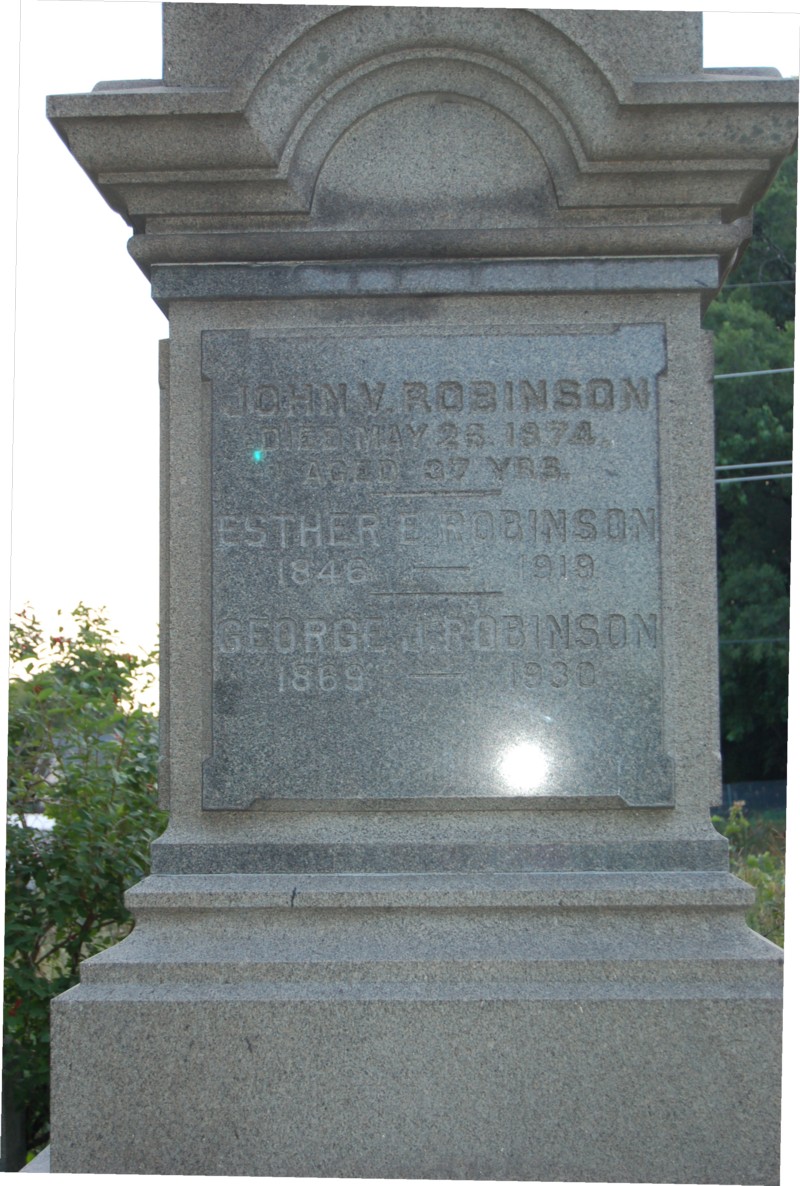 JOHN V. ROBINSON
DIED MAY 26. 1874.
AGED 37 YRS.
ESTHER E. ROBINSON
1846 — 1919
GEORGE J. ROBINSON
1869 — 1930